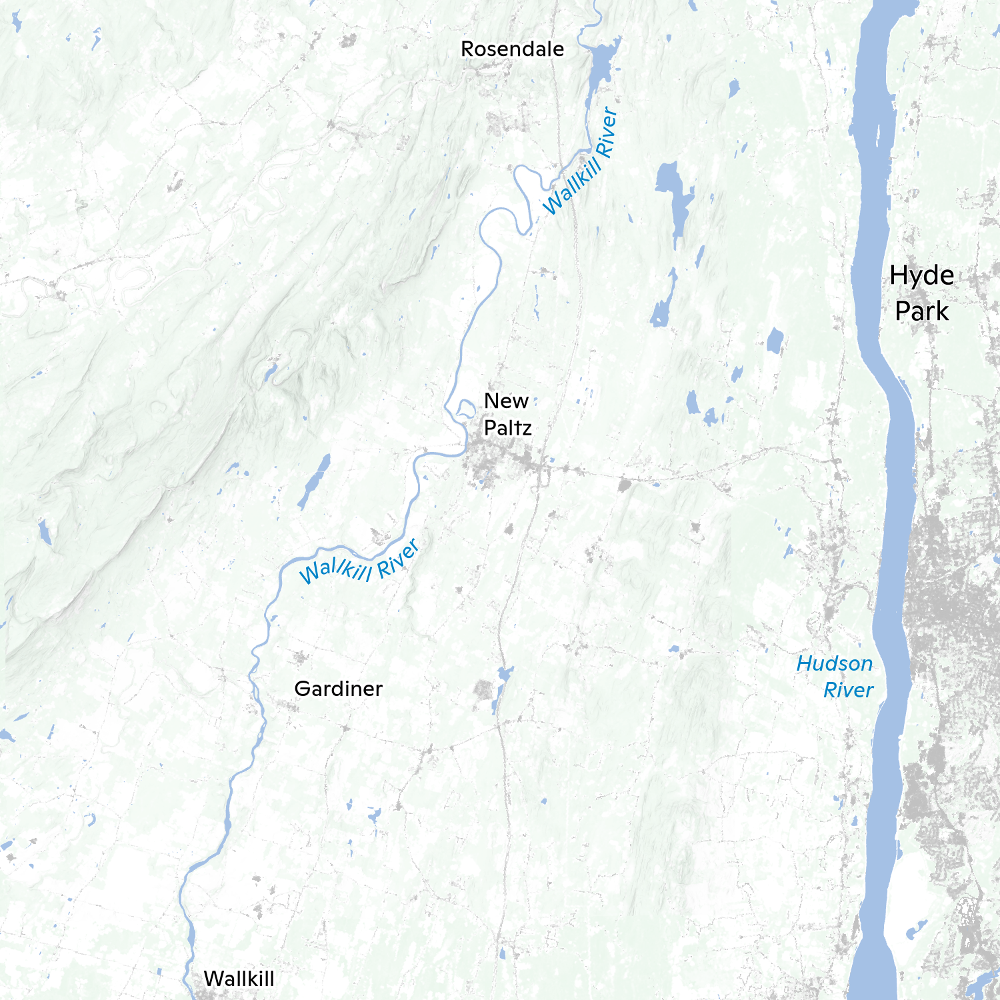 Rosendale
Wallkill River
Hyde
Park
New
Paltz
Wallkill River
Hudson
River
Gardiner
Wallkill